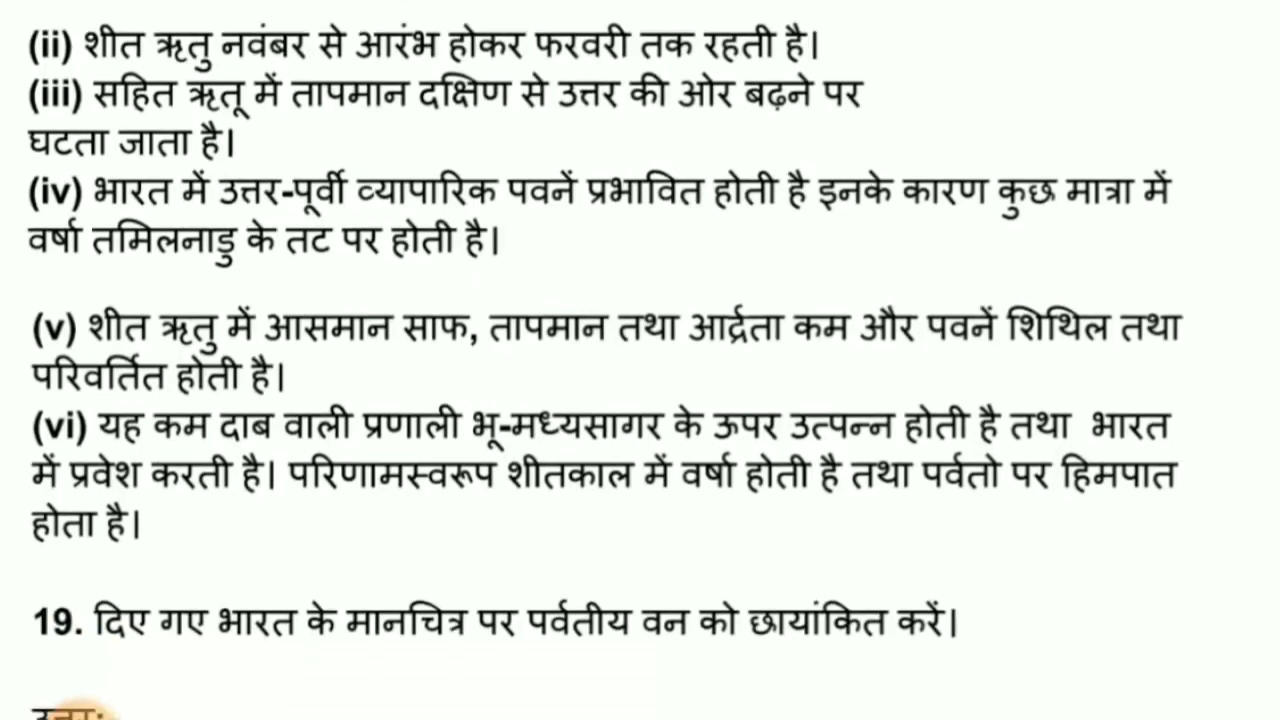 (ii) शीत ऋतु नवंबर से आरंभ होकर फरवरी तक रहती है।
(iii) सहित ऋतू में तापमान दक्षिण से उत्तर की ओर बढ़ने पर
घटता जाता है।
(iv) भारत में उत्तर-पूर्वी व्यापारिक पवनें प्रभावित होती है इनके कारण कुछ मात्रा में
वर्षा तमिलनाडु के तट पर होती है।
(v) शीत ऋतु में आसमान साफ, तापमान तथा आर्द्रता कम और पवनें शिथिल तथा
परिवर्तित होती है।
(vi) यह कम दाब वाली प्रणाली भू-मध्यसागर के ऊपर उत्पन्न होती है तथा भारत
में प्रवेश करती है। परिणामस्वरूप शीतकाल में वर्षा होती है तथा पर्वतो पर हिमपात
होता है।
19. दिए गए भारत के मानचित्र पर पर्वतीय वन को छायांकित करें।